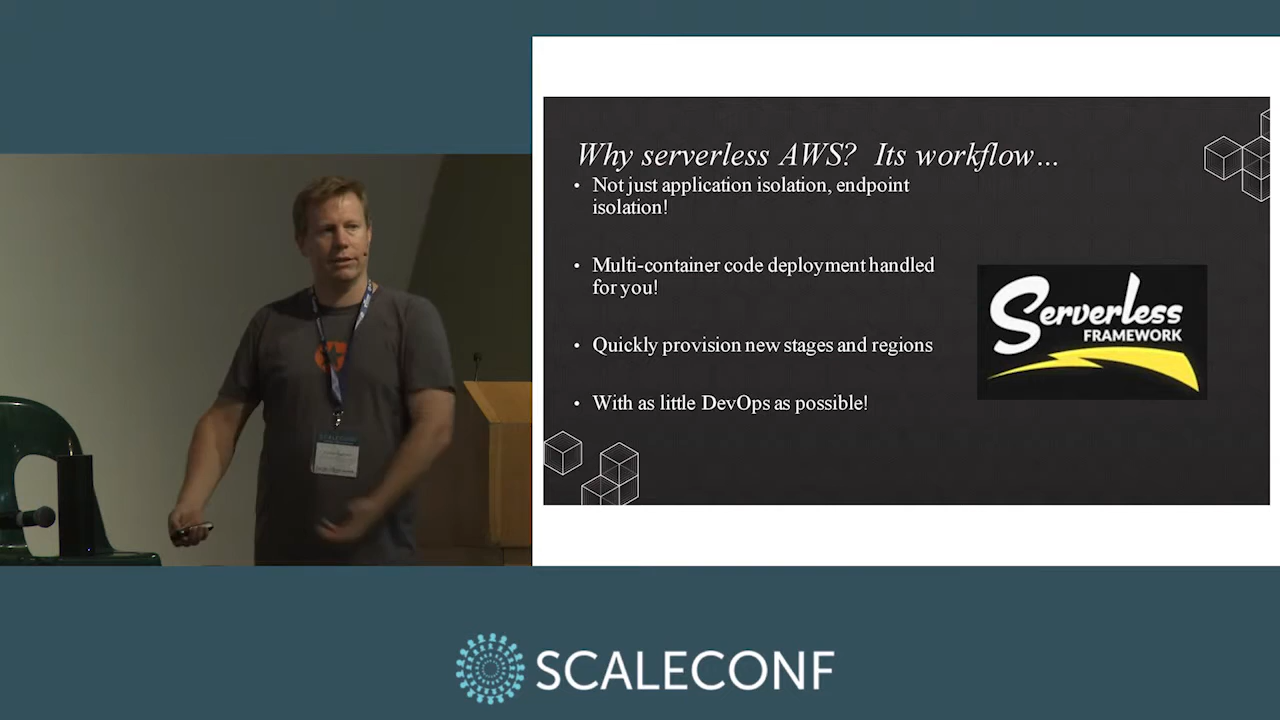 Why serverless AWS? Its workflow...
• Not just application isolation, endpoint
isolation!
• Multi-container code deployment handled
for you!
• Quickly provision new stages and regions
• With as little DevOps as possible!
Serverless
FRAMEWORK
SCALECONF
SCALECONF